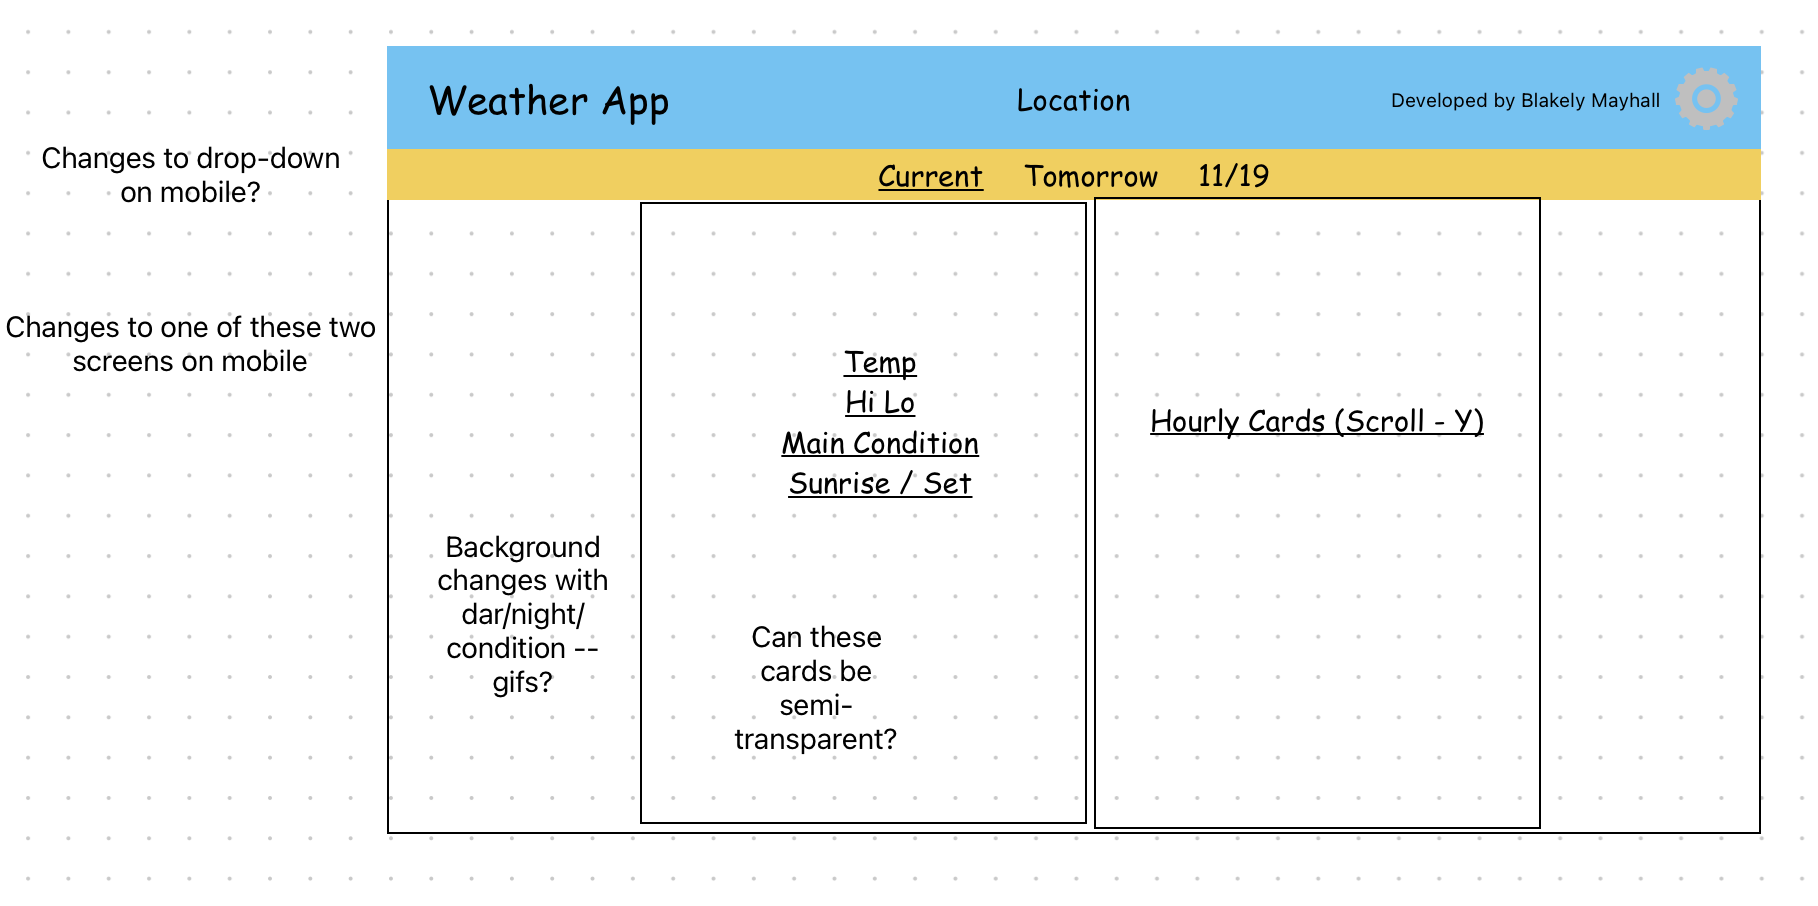 Weather App
Location
Developed by Blakely Mayhall
Changes to drop-down
on mobile?
Current Tomorrow 11/19
Changes to one of these two
screens on mobile
Temp
Hi Lo
Main Condition
Sunrise / Set
Hourly Cards (Scroll - Y)
Background
changes with
dar/night/
condition --
gifs?
Can these
cards be
semi-
transparent?